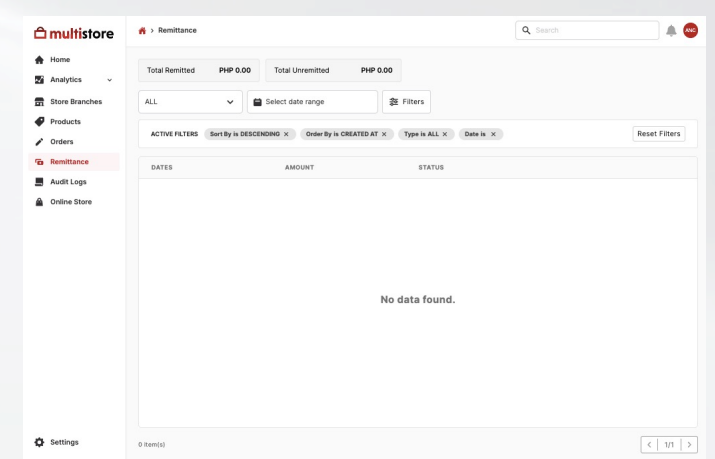 multistore
Home
Analytics
Store Branches
Products
Orders
Remittance
Audit Logs
Online Store
Settings
> Remittance
Search
ANC
Total Remitted PHP 0.00
Total Unremitted PHP 0.00
ALL
Select date range
Filters
ACTIVE FILTERS Sort By is DESCENDING × Order By is CREATED AT × Type is ALL × Date is × Reset Filters
DATES AMOUNT STATUS
No data found.
0 item(s)
< 1/1 >